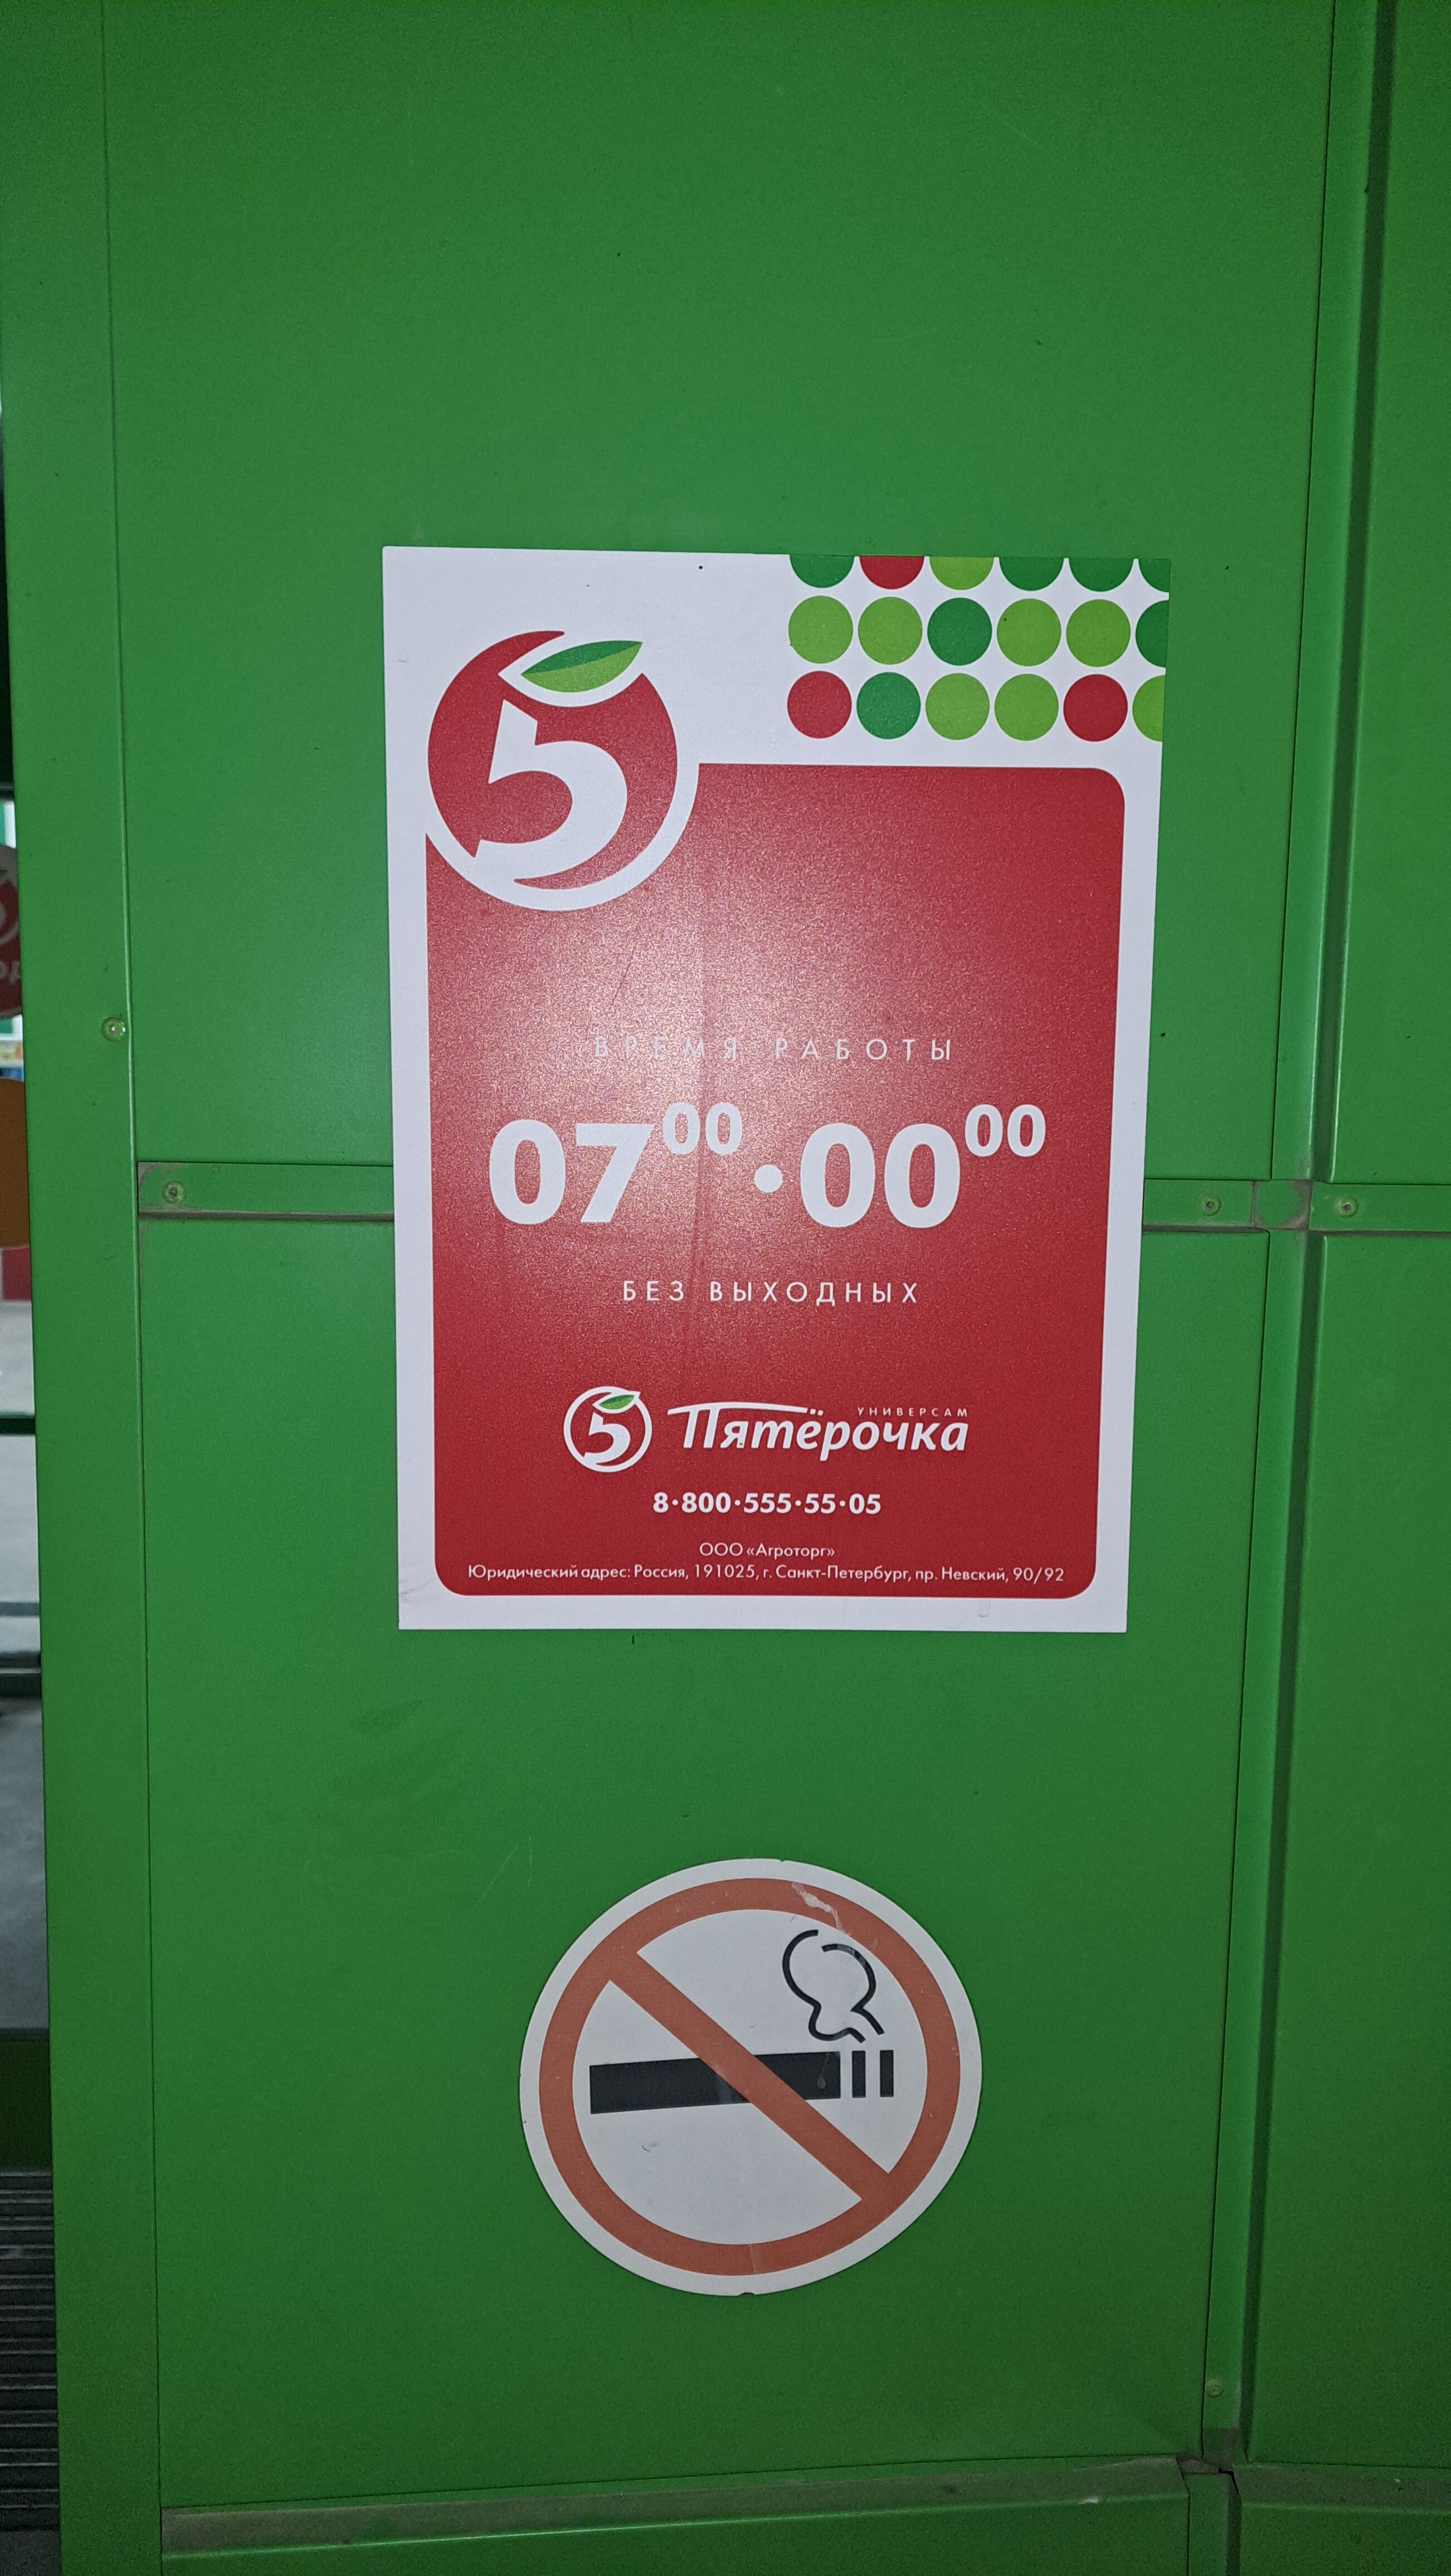 5
ВРЕМЯ РАБОТЫ
07⁰⁰·00⁰⁰
БЕЗ ВЫХОДНЫХ
5 Пятёрочка УНИВЕРСАМ
8·800·555·55·05
ООО «Агроторг»
Юридический адрес: Россия, 191025, г. Санкт-Петербург, пр. Невский, 90/92